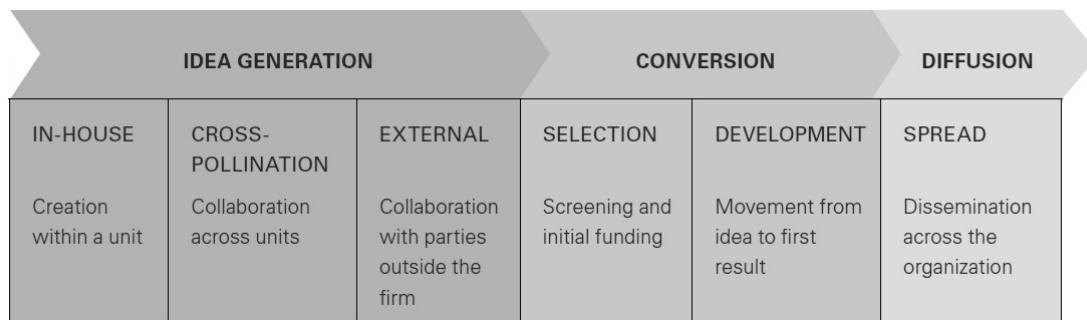 IDEA GENERATION
CONVERSION
DIFFUSION
IN-HOUSE
Creation
within a unit
CROSS-
POLLINATION
Collaboration
across units
EXTERNAL
Collaboration
with parties
outside the
firm
SELECTION
Screening and
initial funding
DEVELOPMENT
Movement from
idea to first
result
SPREAD
Dissemination
across the
organization